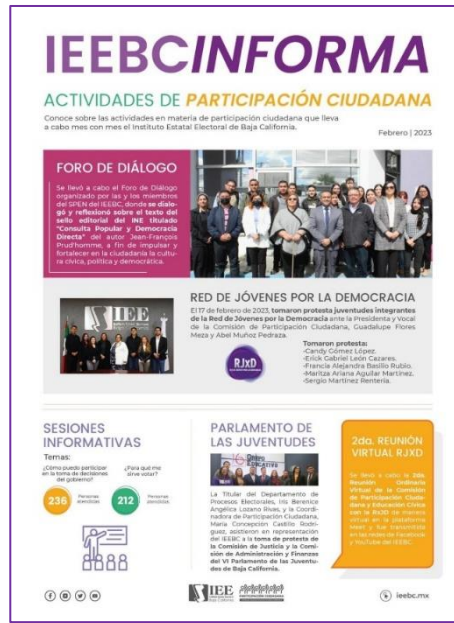 IEEBCINFORMA
ACTIVIDADES DE PARTICIPACIÓN CIUDADANA
Conoce sobre las actividades en materia de participación ciudadana que lleva
a cabo mes con mes el Instituto Estatal Electoral de Baja California.
Febrero | 2023
FORO DE DIÁLOGO
Se llevó a cabo el Foro de Diálogo
organizado por las y los miembros
del SPEN del IEEBC, donde se dialo-
gó y reflexionó sobre el texto del
sello editorial del INE titulado
"Consulta Popular y Democracia
Directa" del autor Jean-François
Prud'homme, a fin de impulsar y
fortalecer en la ciudadanía la cultu-
ra cívica, política y democrática.
RED DE JÓVENES POR LA DEMOCRACIA
El 17 de febrero de 2023, tomaron protesta juventudes integrantes
de la Red de Jóvenes por la Democracia ante la Presidenta y Vocal
de la Comisión de Participación Ciudadana, Guadalupe Flores
Meza y Abel Muñoz Pedraza.
IEE
RJxD
Tomaron protesta:
-Candy Gómez López.
-Erick Gabriel León Cazares.
-Francia Alejandra Basilio Rubio.
-Maritza Ariana Aguilar Martínez.
-Sergio Martínez Rentería.
SESIONES
INFORMATIVAS
Temas:
¿Cómo puedo participar
en la toma de decisiones
del gobierno?
¿Para qué me
sirve votar?
236 Personas
atendidas
212 Personas
atendidas
PARLAMENTO DE
LAS JUVENTUDES
La Titular del Departamento de
Procesos Electorales, Iris Berenice
Angélica Lozano Rivas, y la Coordi-
nadora de Participación Ciudadana,
María Concepción Castillo Rodrí-
guez, asistieron en representación
del IEEBC a la toma de protesta de
la Comisión de Justicia y la Comi-
sión de Administración y Finanzas
del VI Parlamento de las Juventu-
des de Baja California.
2da. REUNIÓN
VIRTUAL RJXD
Se llevó a cabo la 2da.
Reunión Ordinaria
Virtual de la Comisión
de Participación Ciuda-
dana y Educación Cívica
con la RxDD de manera
virtual en la plataforma
Meet y fue transmitida
en las redes de Facebook
y YouTube del IEEBC.
IEE
PARTICIPACIÓN CIUDADANA
ieebc.mx